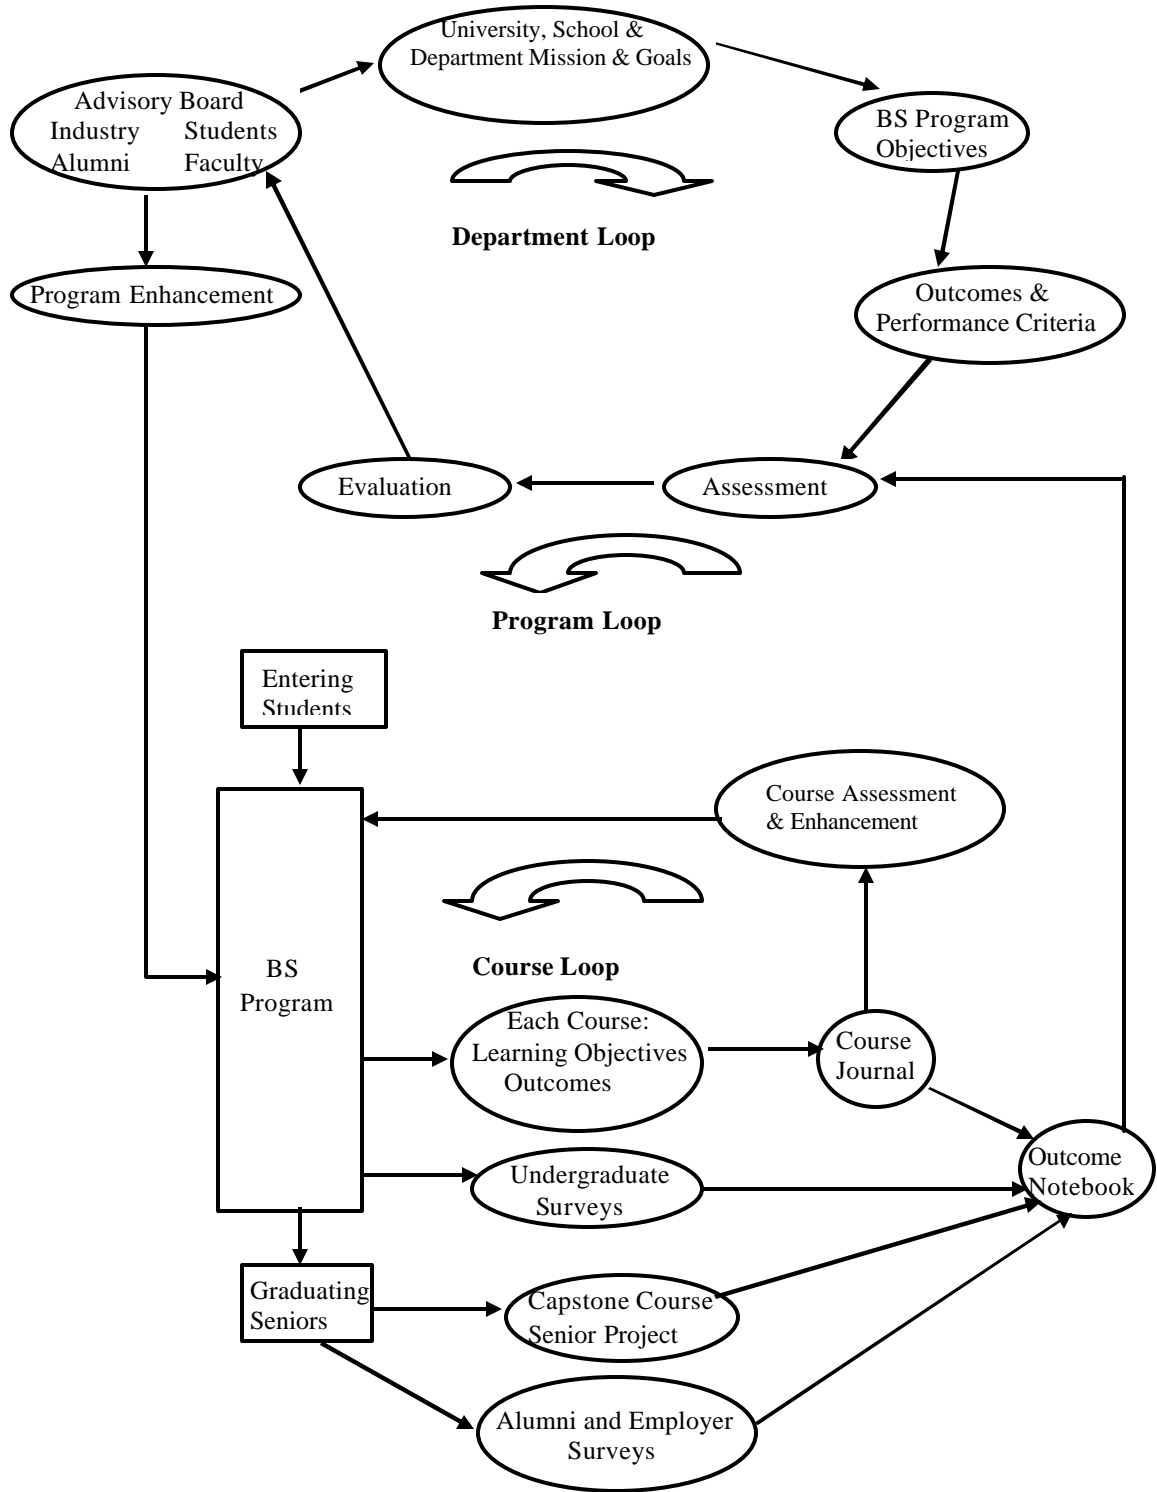 University, School &
Department Mission & Goals
Advisory Board
Industry Students
Alumni Faculty
BS Program
Objectives
Department Loop
Program Enhancement
Outcomes &
Performance Criteria
Evaluation
Assessment
Program Loop
Entering
Students
Course Assessment
& Enhancement
BS
Program
Course Loop
Each Course:
Learning Objectives
Outcomes
Course
Journal
Undergraduate
Surveys
Outcome
Notebook
Graduating
Seniors
Capstone Course
Senior Project
Alumni and Employer
Surveys